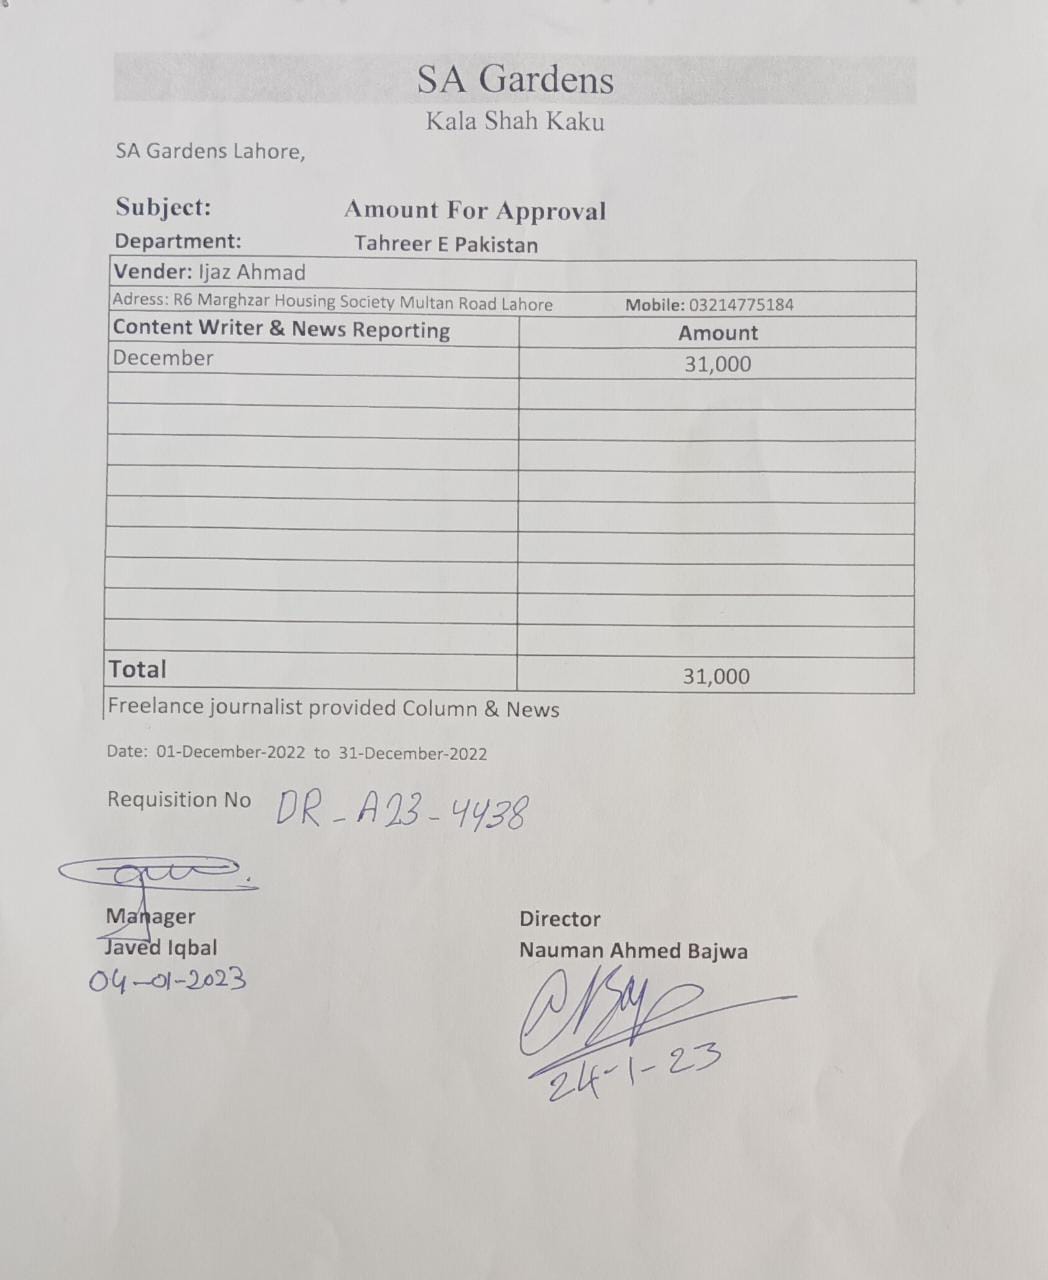 SA Gardens
Kala Shah Kaku
SA Gardens Lahore,
Subject: Amount For Approval
Department: Tahreer E Pakistan
Vender: Ijaz Ahmad
Adress: R6 Marghzar Housing Society Multan Road Lahore Mobile: 03214775184
Content Writer & News Reporting Amount
December 31,000
Total 31,000
Freelance journalist provided Column & News
Date: 01-December-2022 to 31-December-2022
Requisition No DR-A23-4438
Manager Director
Javed Iqbal Nauman Ahmed Bajwa
04-01-2023
24-1-23